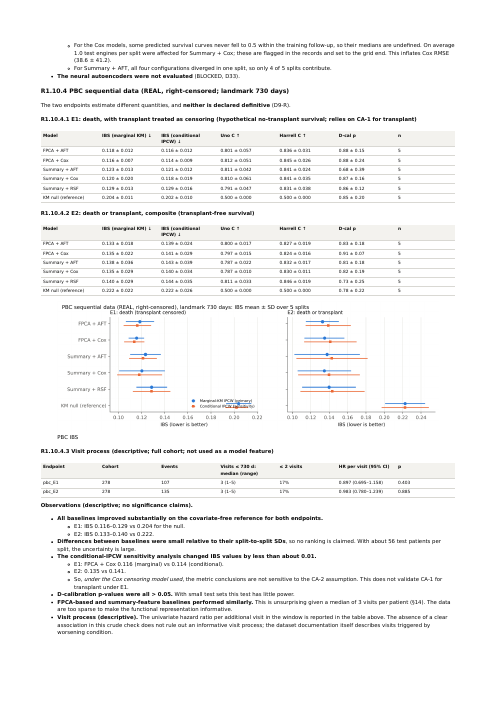 For the Cox models, some predicted survival curves never fell to 0.5 within the training follow-up, so their medians are undefined. On average
1.0 test engines per split were affected for Summary + Cox; these are flagged in the records and set to the grid end. This inflates Cox RMSE
(38.6 ± 41.2).
For Summary + AFT, all four configurations diverged in one split, so only 4 of 5 splits contribute.
The neural autoencoders were not evaluated (BLOCKED, D33).
R1.10.4 PBC sequential data (REAL, right-censored; landmark 730 days)
The two endpoints estimate different quantities, and neither is declared definitive (D9-R).
R1.10.4.1 E1: death, with transplant treated as censoring (hypothetical no-transplant survival; relies on CA-1 for transplant)
Model IBS (marginal KM) ↓ IBS (conditional IPCW) ↓ Uno C ↑ Harrell C ↑ D-cal p n
FPCA + AFT 0.118 ± 0.012 0.116 ± 0.012 0.801 ± 0.057 0.836 ± 0.031 0.88 ± 0.15 5
FPCA + Cox 0.116 ± 0.007 0.114 ± 0.009 0.812 ± 0.051 0.845 ± 0.026 0.88 ± 0.24 5
Summary + AFT 0.123 ± 0.013 0.121 ± 0.012 0.811 ± 0.042 0.841 ± 0.024 0.68 ± 0.39 5
Summary + Cox 0.120 ± 0.020 0.118 ± 0.019 0.810 ± 0.061 0.841 ± 0.035 0.87 ± 0.16 5
Summary + RSF 0.129 ± 0.013 0.129 ± 0.016 0.791 ± 0.047 0.831 ± 0.038 0.86 ± 0.12 5
KM null (reference) 0.204 ± 0.011 0.202 ± 0.010 0.500 ± 0.000 0.500 ± 0.000 0.85 ± 0.20 5
R1.10.4.2 E2: death or transplant, composite (transplant-free survival)
Model IBS (marginal KM) ↓ IBS (conditional IPCW) ↓ Uno C ↑ Harrell C ↑ D-cal p n
FPCA + AFT 0.133 ± 0.018 0.139 ± 0.024 0.800 ± 0.017 0.827 ± 0.019 0.83 ± 0.18 5
FPCA + Cox 0.135 ± 0.019 0.141 ± 0.029 0.797 ± 0.015 0.824 ± 0.016 0.91 ± 0.07 5
Summary + AFT 0.138 ± 0.036 0.143 ± 0.039 0.787 ± 0.022 0.832 ± 0.017 0.81 ± 0.18 5
Summary + Cox 0.135 ± 0.029 0.140 ± 0.034 0.787 ± 0.010 0.830 ± 0.011 0.82 ± 0.19 5
Summary + RSF 0.140 ± 0.029 0.144 ± 0.035 0.811 ± 0.033 0.846 ± 0.019 0.73 ± 0.25 5
KM null (reference) 0.222 ± 0.022 0.222 ± 0.026 0.500 ± 0.000 0.500 ± 0.000 0.78 ± 0.22 5
PBC sequential data (REAL, right-censored), landmark 730 days: IBS mean ± SD over 5 splits
E1: death (transplant censored) E2: death or transplant
FPCA + AFT
FPCA + Cox
Summary + AFT
Summary + Cox
Summary + RSF
KM null (reference)
Marginal KM IPCW (primary)
Conditional IPCW
0.10 0.12 0.14 0.16 0.18 0.20 0.22 0.10 0.12 0.14 0.16 0.18 0.20 0.22 0.24
IBS (lower is better) IBS (lower is better)
PBC IBS
R1.10.4.3 Visit process (descriptive; full cohort; not used as a model feature)
Endpoint Cohort Events Visits ≤ 730 d: median (range) ≤ 2 visits HR per visit (95% CI) p
pbc_E1 278 107 3 (1–5) 17% 0.897 (0.695–1.158) 0.403
pbc_E2 278 135 3 (1–5) 17% 0.983 (0.780–1.239) 0.885
Observations (descriptive; no significance claims).
All baselines improved substantially on the covariate-free reference for both endpoints.
E1: IBS 0.116–0.129 vs 0.204 for the null.
E2: IBS 0.133–0.140 vs 0.222.
Differences between baselines were small relative to their split-to-split SDs, so no ranking is claimed. With about 56 test patients per
split, the uncertainty is large.
The conditional-IPCW sensitivity analysis changed IBS values by less than about 0.01.
E1: FPCA + Cox 0.116 (marginal) vs 0.114 (conditional).
E2: 0.135 vs 0.141.
So, under the Cox censoring model used, the metric conclusions are not sensitive to the CA-2 assumption. This does not validate CA-1 for
transplant under E1.
D-calibration p-values were all > 0.05. With small test sets this test has little power.
FPCA-based and summary-feature baselines performed similarly. This is unsurprising given a median of 3 visits per patient (§14). The data
are too sparse to make the functional representation informative.
Visit process (descriptive). The univariate hazard ratio per additional visit in the window is reported in the table above. The absence of a clear
association in this crude check does not rule out an informative visit process; the dataset documentation itself describes visits triggered by
worsening condition.